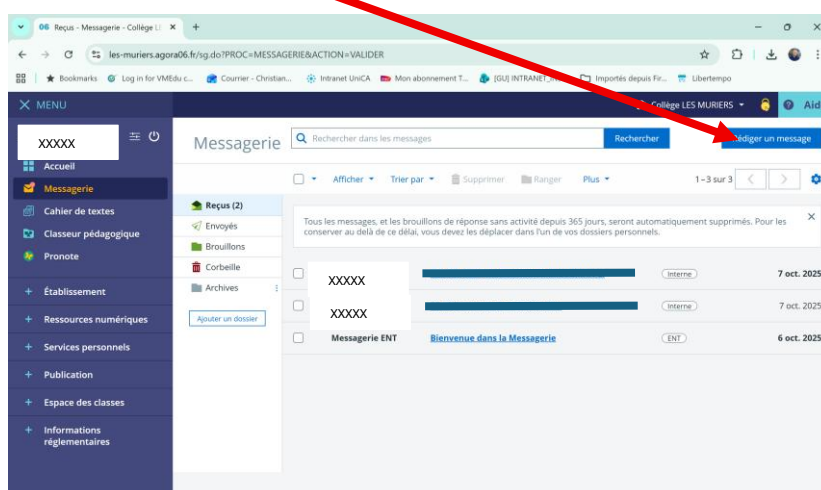 06 Reçus - Messagerie - Collège L
les-muriers.agora06.fr/sg.do?PROC=MESSAGERIE&ACTION=VALIDER
Bookmarks Log in for VMEdu c... Courrier - Christian... Intranet UniCA Mon abonnement T... [GU] INTRANET Importés depuis Fir... Libertempo
MENU
Collège LES MURIERS
Aid
XXXXX
Messagerie
Rechercher dans les messages
Rechercher
édiger un message
Accueil
Messagerie
Cahier de textes
Classeur pédagogique
Pronote
Établissement
Ressources numériques
Services personnels
Publication
Espace des classes
Informations
réglementaires
Afficher Trier par Supprimer Ranger Plus 1–3 sur 3
Reçus (2)
Envoyés
Brouillons
Corbeille
Archives
Ajouter un dossier
Tous les messages, et les brouillons de réponse sans activité depuis 365 jours, seront automatiquement supprimés. Pour les
conserver au delà de ce délai, vous devez les déplacer dans l'un de vos dossiers personnels.
XXXXX Interne 7 oct. 2025
XXXXX Interne 7 oct. 2025
Messagerie ENT Bienvenue dans la Messagerie ENT 6 oct. 2025